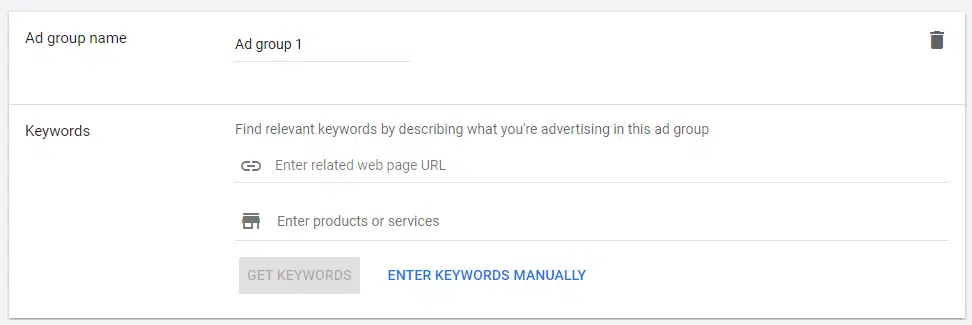 Ad group name
Ad group 1
Keywords
Find relevant keywords by describing what you're advertising in this ad group
Enter related web page URL
Enter products or services
GET KEYWORDS
ENTER KEYWORDS MANUALLY